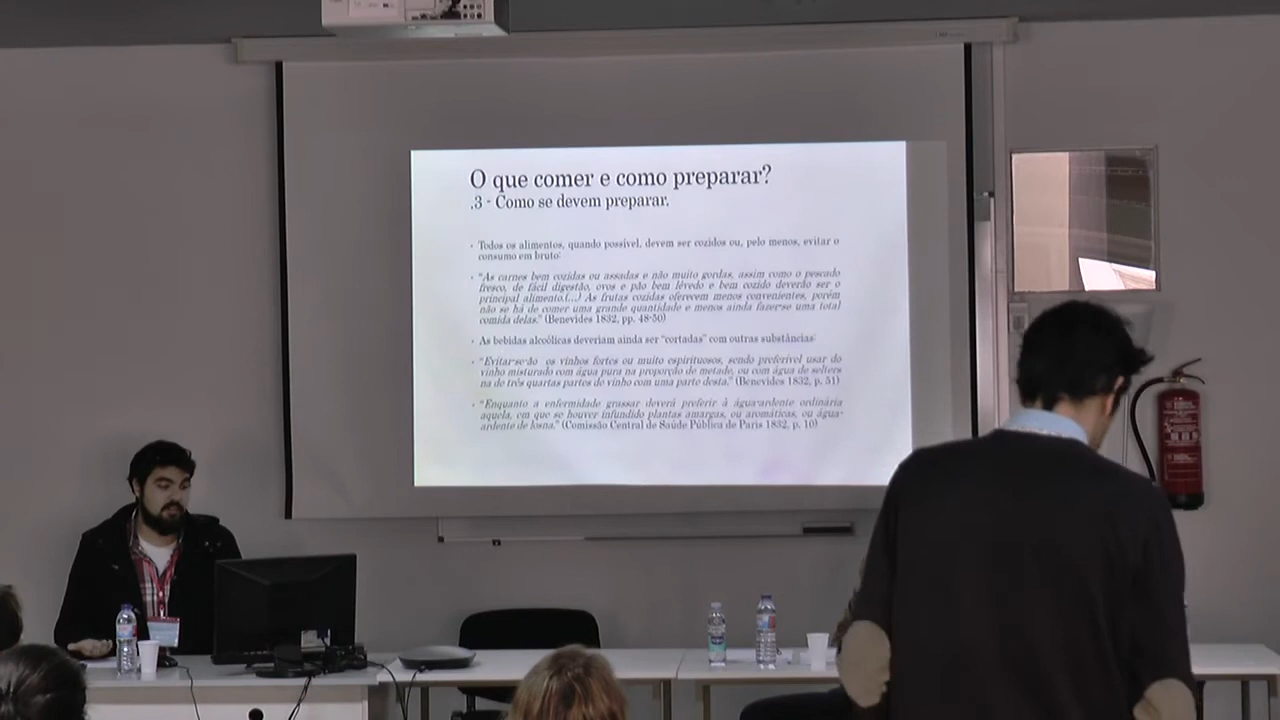 O que comer e como preparar?
.3 - Como se devem preparar.
· Todos os alimentos, quando possível, devem ser cozidos ou, pelo menos, evitar o
consumo em bruto:
· "As carnes bem cozidas ou assadas e não muito gordas, assim como o pescado
fresco, de fácil digestão, ovos e pão bem lêvedo e bem cozido deverão ser o
principal alimento.(...) As frutas cozidas oferecem menos convenientes, porém
não se há de comer uma grande quantidade e menos ainda fazer-se uma total
comida delas." (Benevides 1832, pp. 48-50)
· As bebidas alcoólicas deveriam ainda ser "cortadas" com outras substâncias:
· "Evitar-se-ão os vinhos fortes ou muito espirituosos, sendo preferível usar do
vinho misturado com água pura na proporção de metade, ou com água de selters
na de três quartas partes de vinho com uma parte desta." (Benevides 1832, p. 51)
· "Enquanto a enfermidade grassar deverá preferir à água-ardente ordinária
aquela, em que se houver infundido plantas amargas, ou aromáticas, ou água-
ardente de losna." (Comissão Central de Saúde Pública de Paris 1832, p. 10)